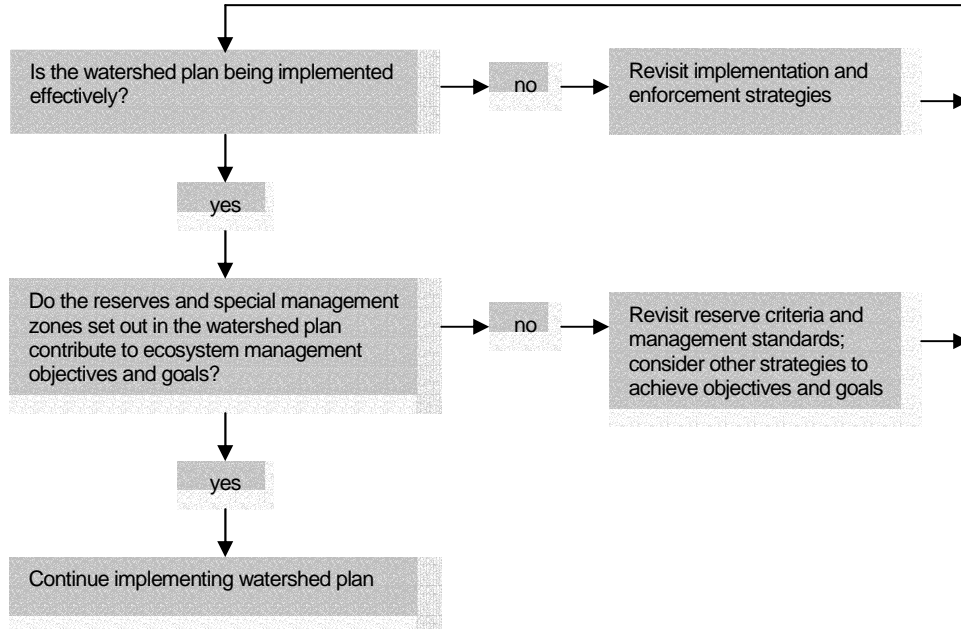 Is the watershed plan being implemented
effectively?
no
Revisit implementation and
enforcement strategies
yes
Do the reserves and special management
zones set out in the watershed plan
contribute to ecosystem management
objectives and goals?
no
Revisit reserve criteria and
management standards;
consider other strategies to
achieve objectives and goals
yes
Continue implementing watershed plan